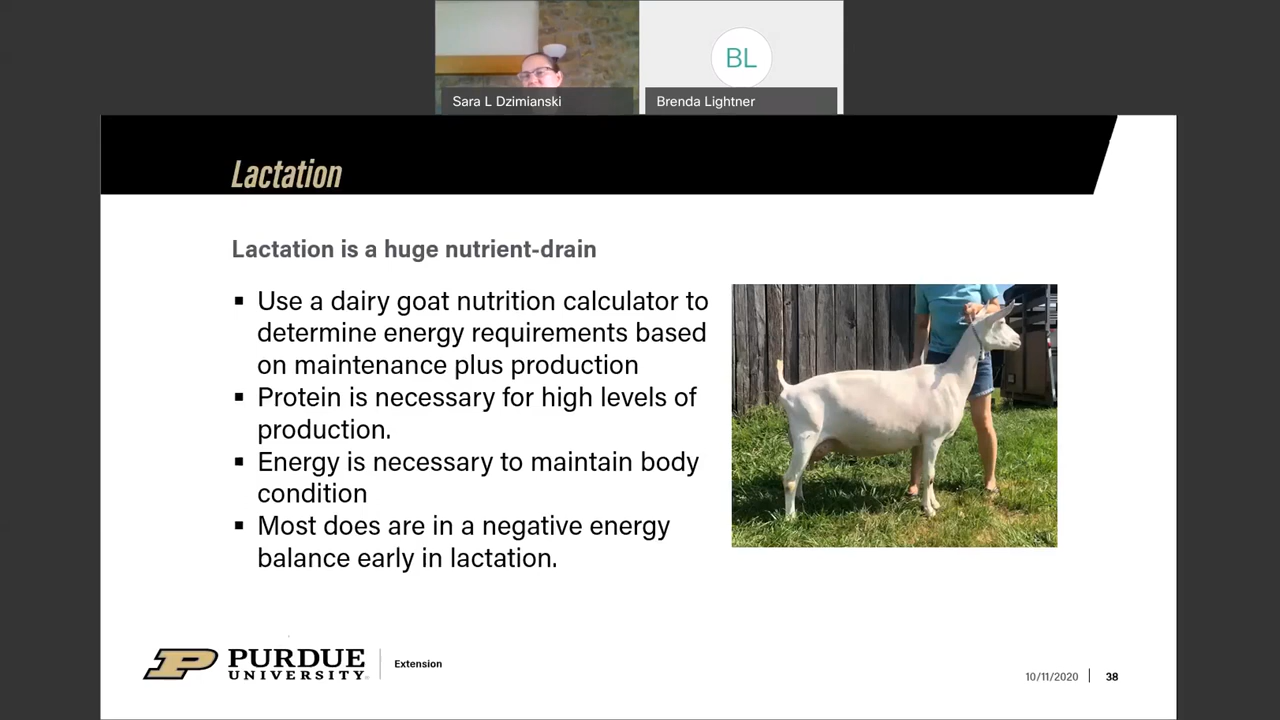 BL
Sara L Dzimianski
Brenda Lightner
Lactation
Lactation is a huge nutrient-drain
▪ Use a dairy goat nutrition calculator to
determine energy requirements based
on maintenance plus production
▪ Protein is necessary for high levels of
production.
▪ Energy is necessary to maintain body
condition
▪ Most does are in a negative energy
balance early in lactation.
P PURDUE
UNIVERSITY®
Extension
10/11/2020 | 38